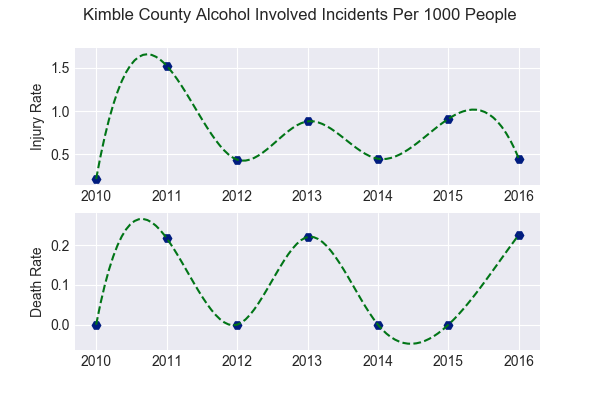 Kimble County Alcohol Involved Incidents Per 1000 People
Injury Rate
1.5
1.0
0.5
2010 2011 2012 2013 2014 2015 2016
Death Rate
0.2
0.1
0.0
2010 2011 2012 2013 2014 2015 2016